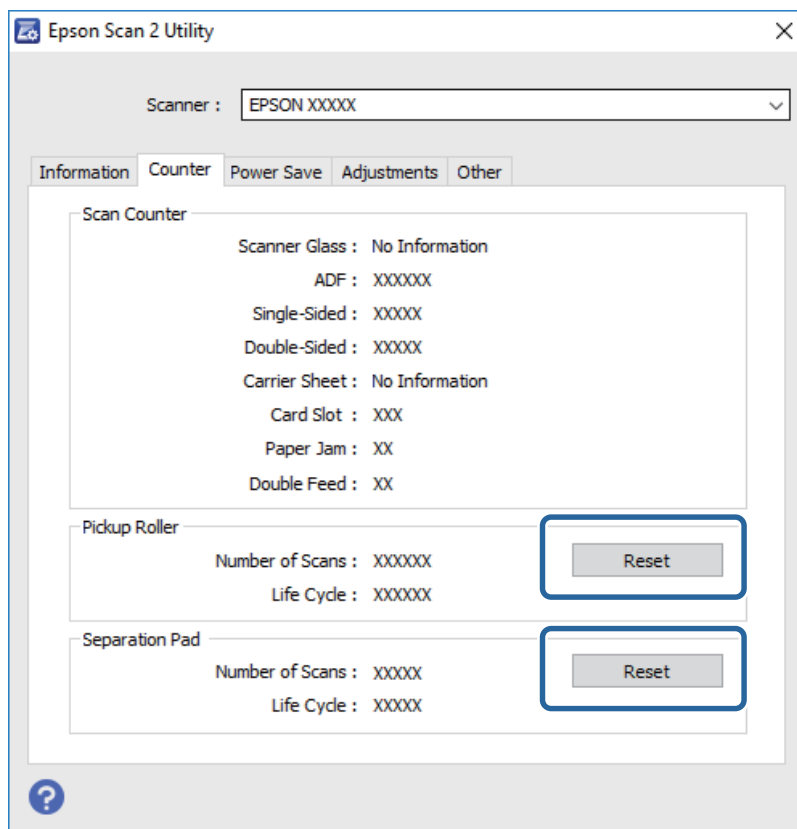 Epson Scan 2 Utility
Scanner : EPSON XXXXX
Information Counter Power Save Adjustments Other
Scan Counter
Scanner Glass : No Information
ADF : XXXXXX
Single-Sided : XXXXX
Double-Sided : XXXXX
Carrier Sheet : No Information
Card Slot : XXX
Paper Jam : XX
Double Feed : XX
Pickup Roller
Number of Scans : XXXXXX Reset
Life Cycle : XXXXXX
Separation Pad
Number of Scans : XXXXX Reset
Life Cycle : XXXXX
?